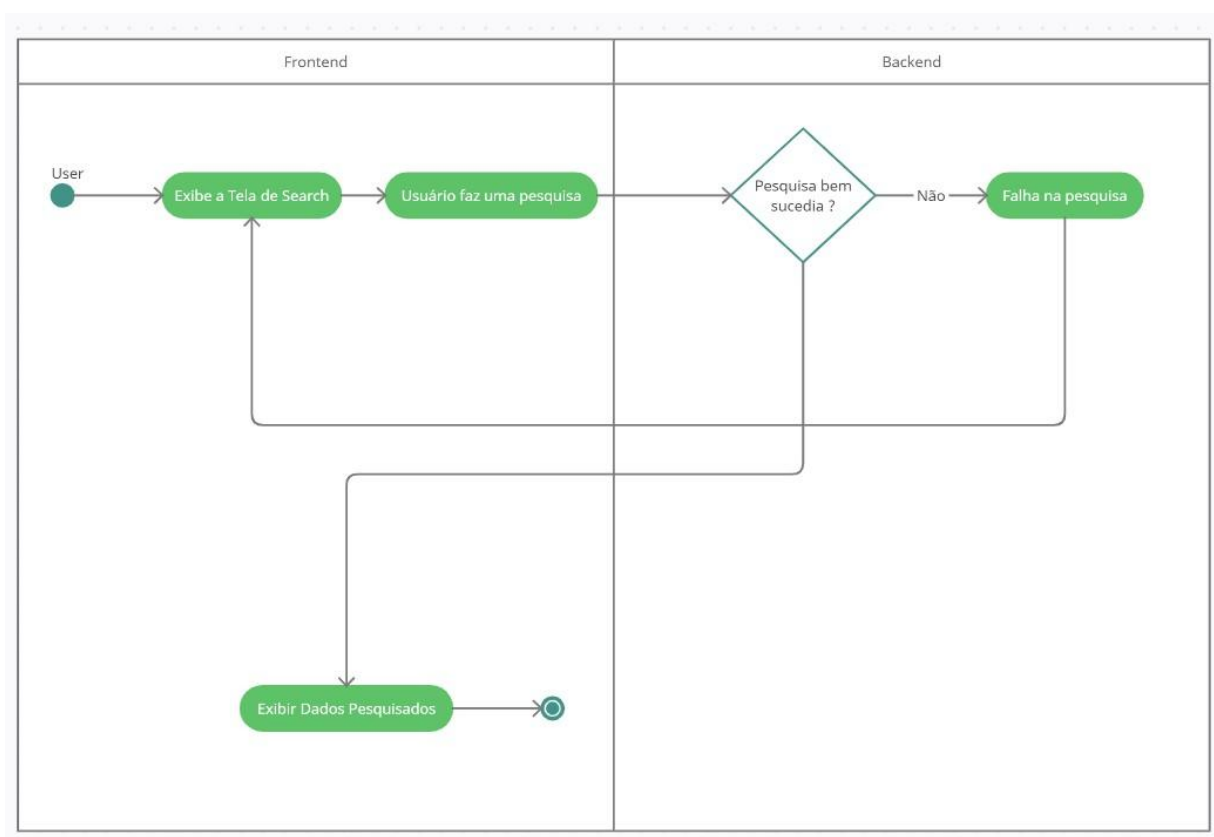 Frontend
Backend
User
Exibe a Tela de Search
Usuário faz uma pesquisa
Pesquisa bem
sucedia ?
Não
Falha na pesquisa
Exibir Dados Pesquisados